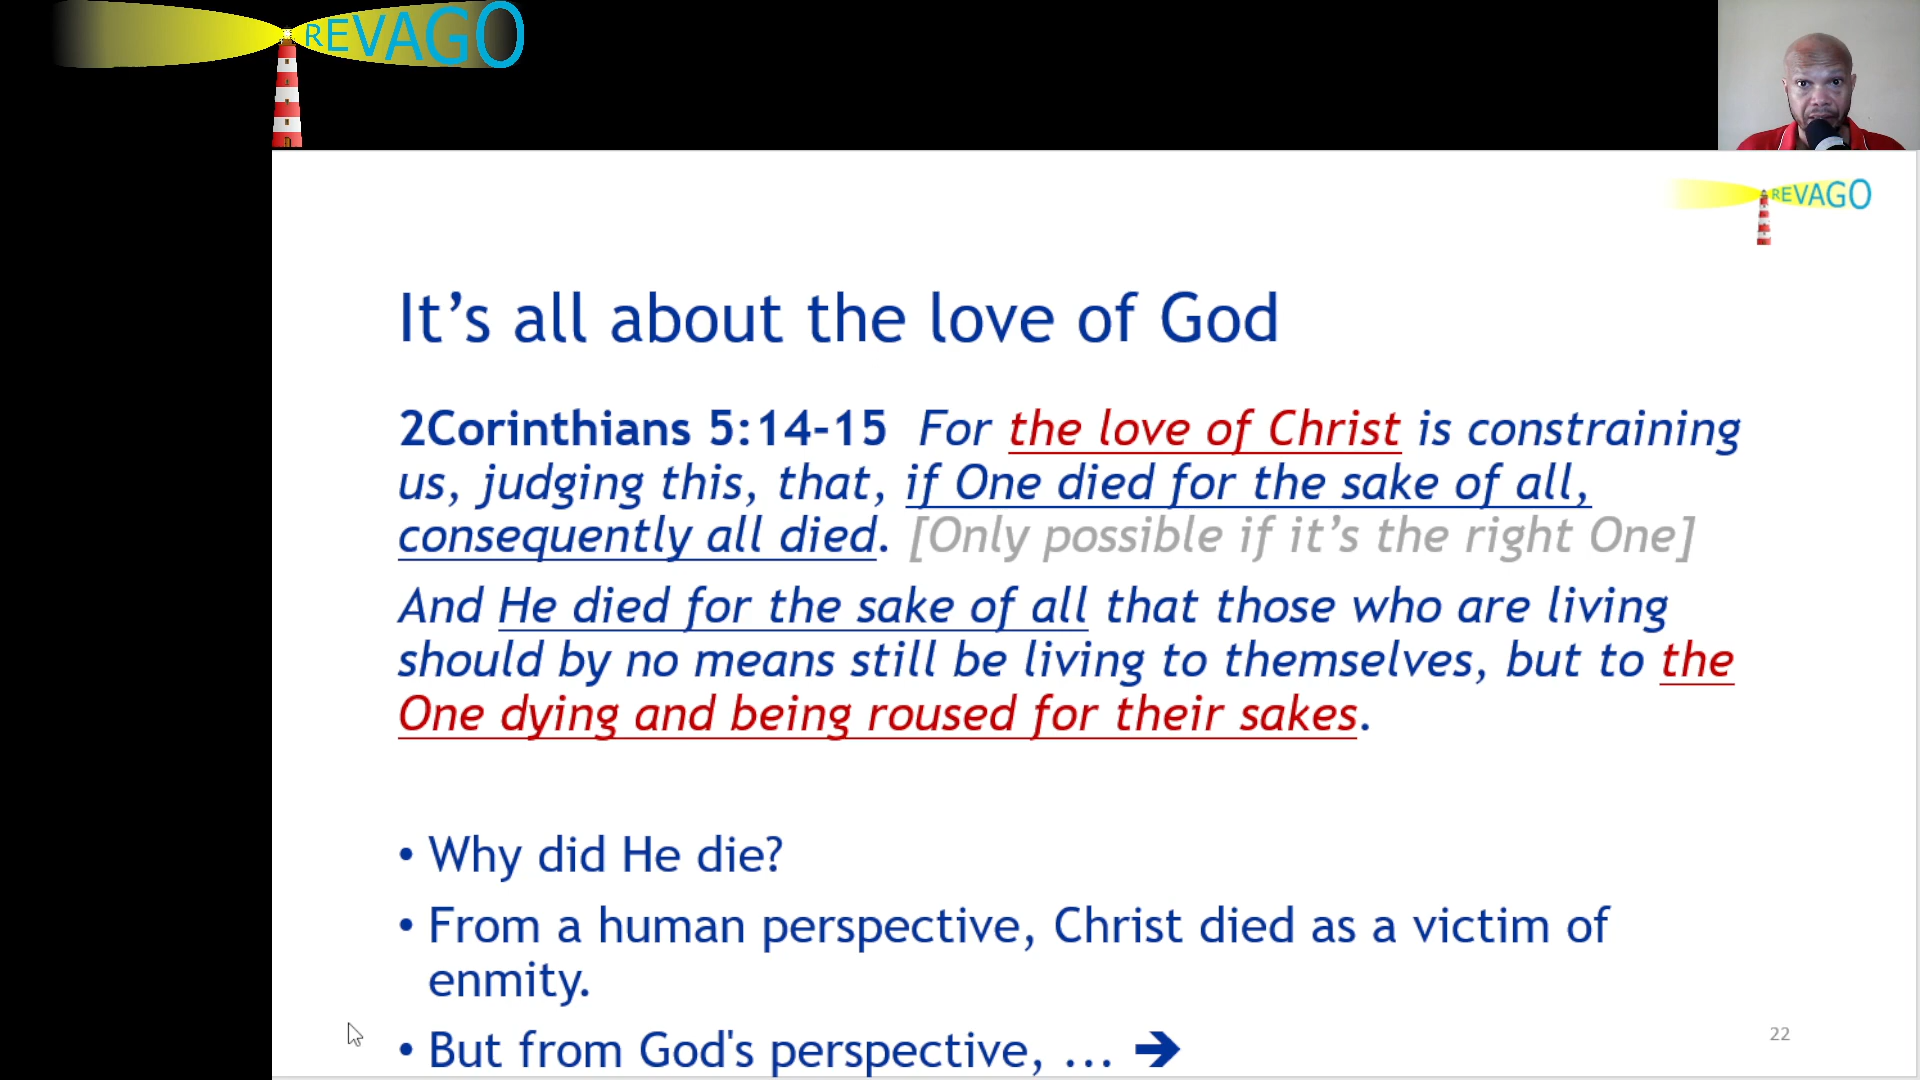 REVAGO
REVAGO
It’s all about the love of God
2Corinthians 5:14-15 For the love of Christ is constraining
us, judging this, that, if One died for the sake of all,
consequently all died. [Only possible if it’s the right One]
And He died for the sake of all that those who are living
should by no means still be living to themselves, but to the
One dying and being roused for their sakes.
• Why did He die?
• From a human perspective, Christ died as a victim of
enmity.
• But from God's perspective, ... ➔
22